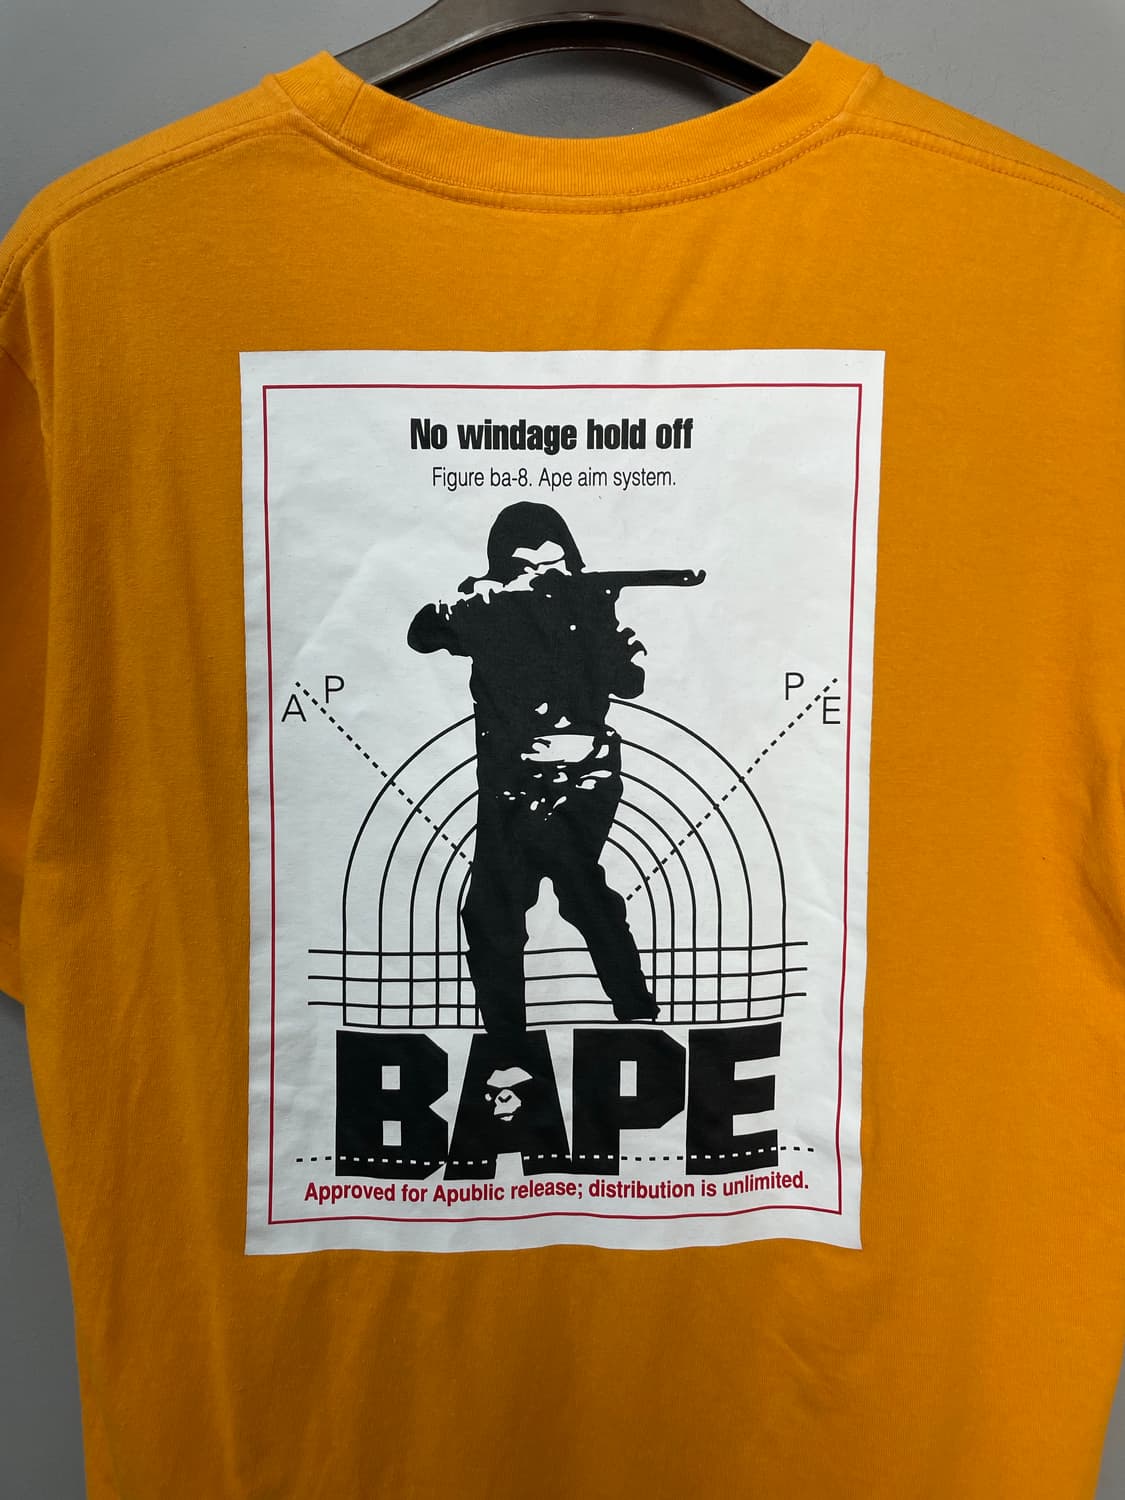 No windage hold off
Figure ba-8. Ape aim system.
A P
P E
BAPE
Approved for Apublic release; distribution is unlimited.